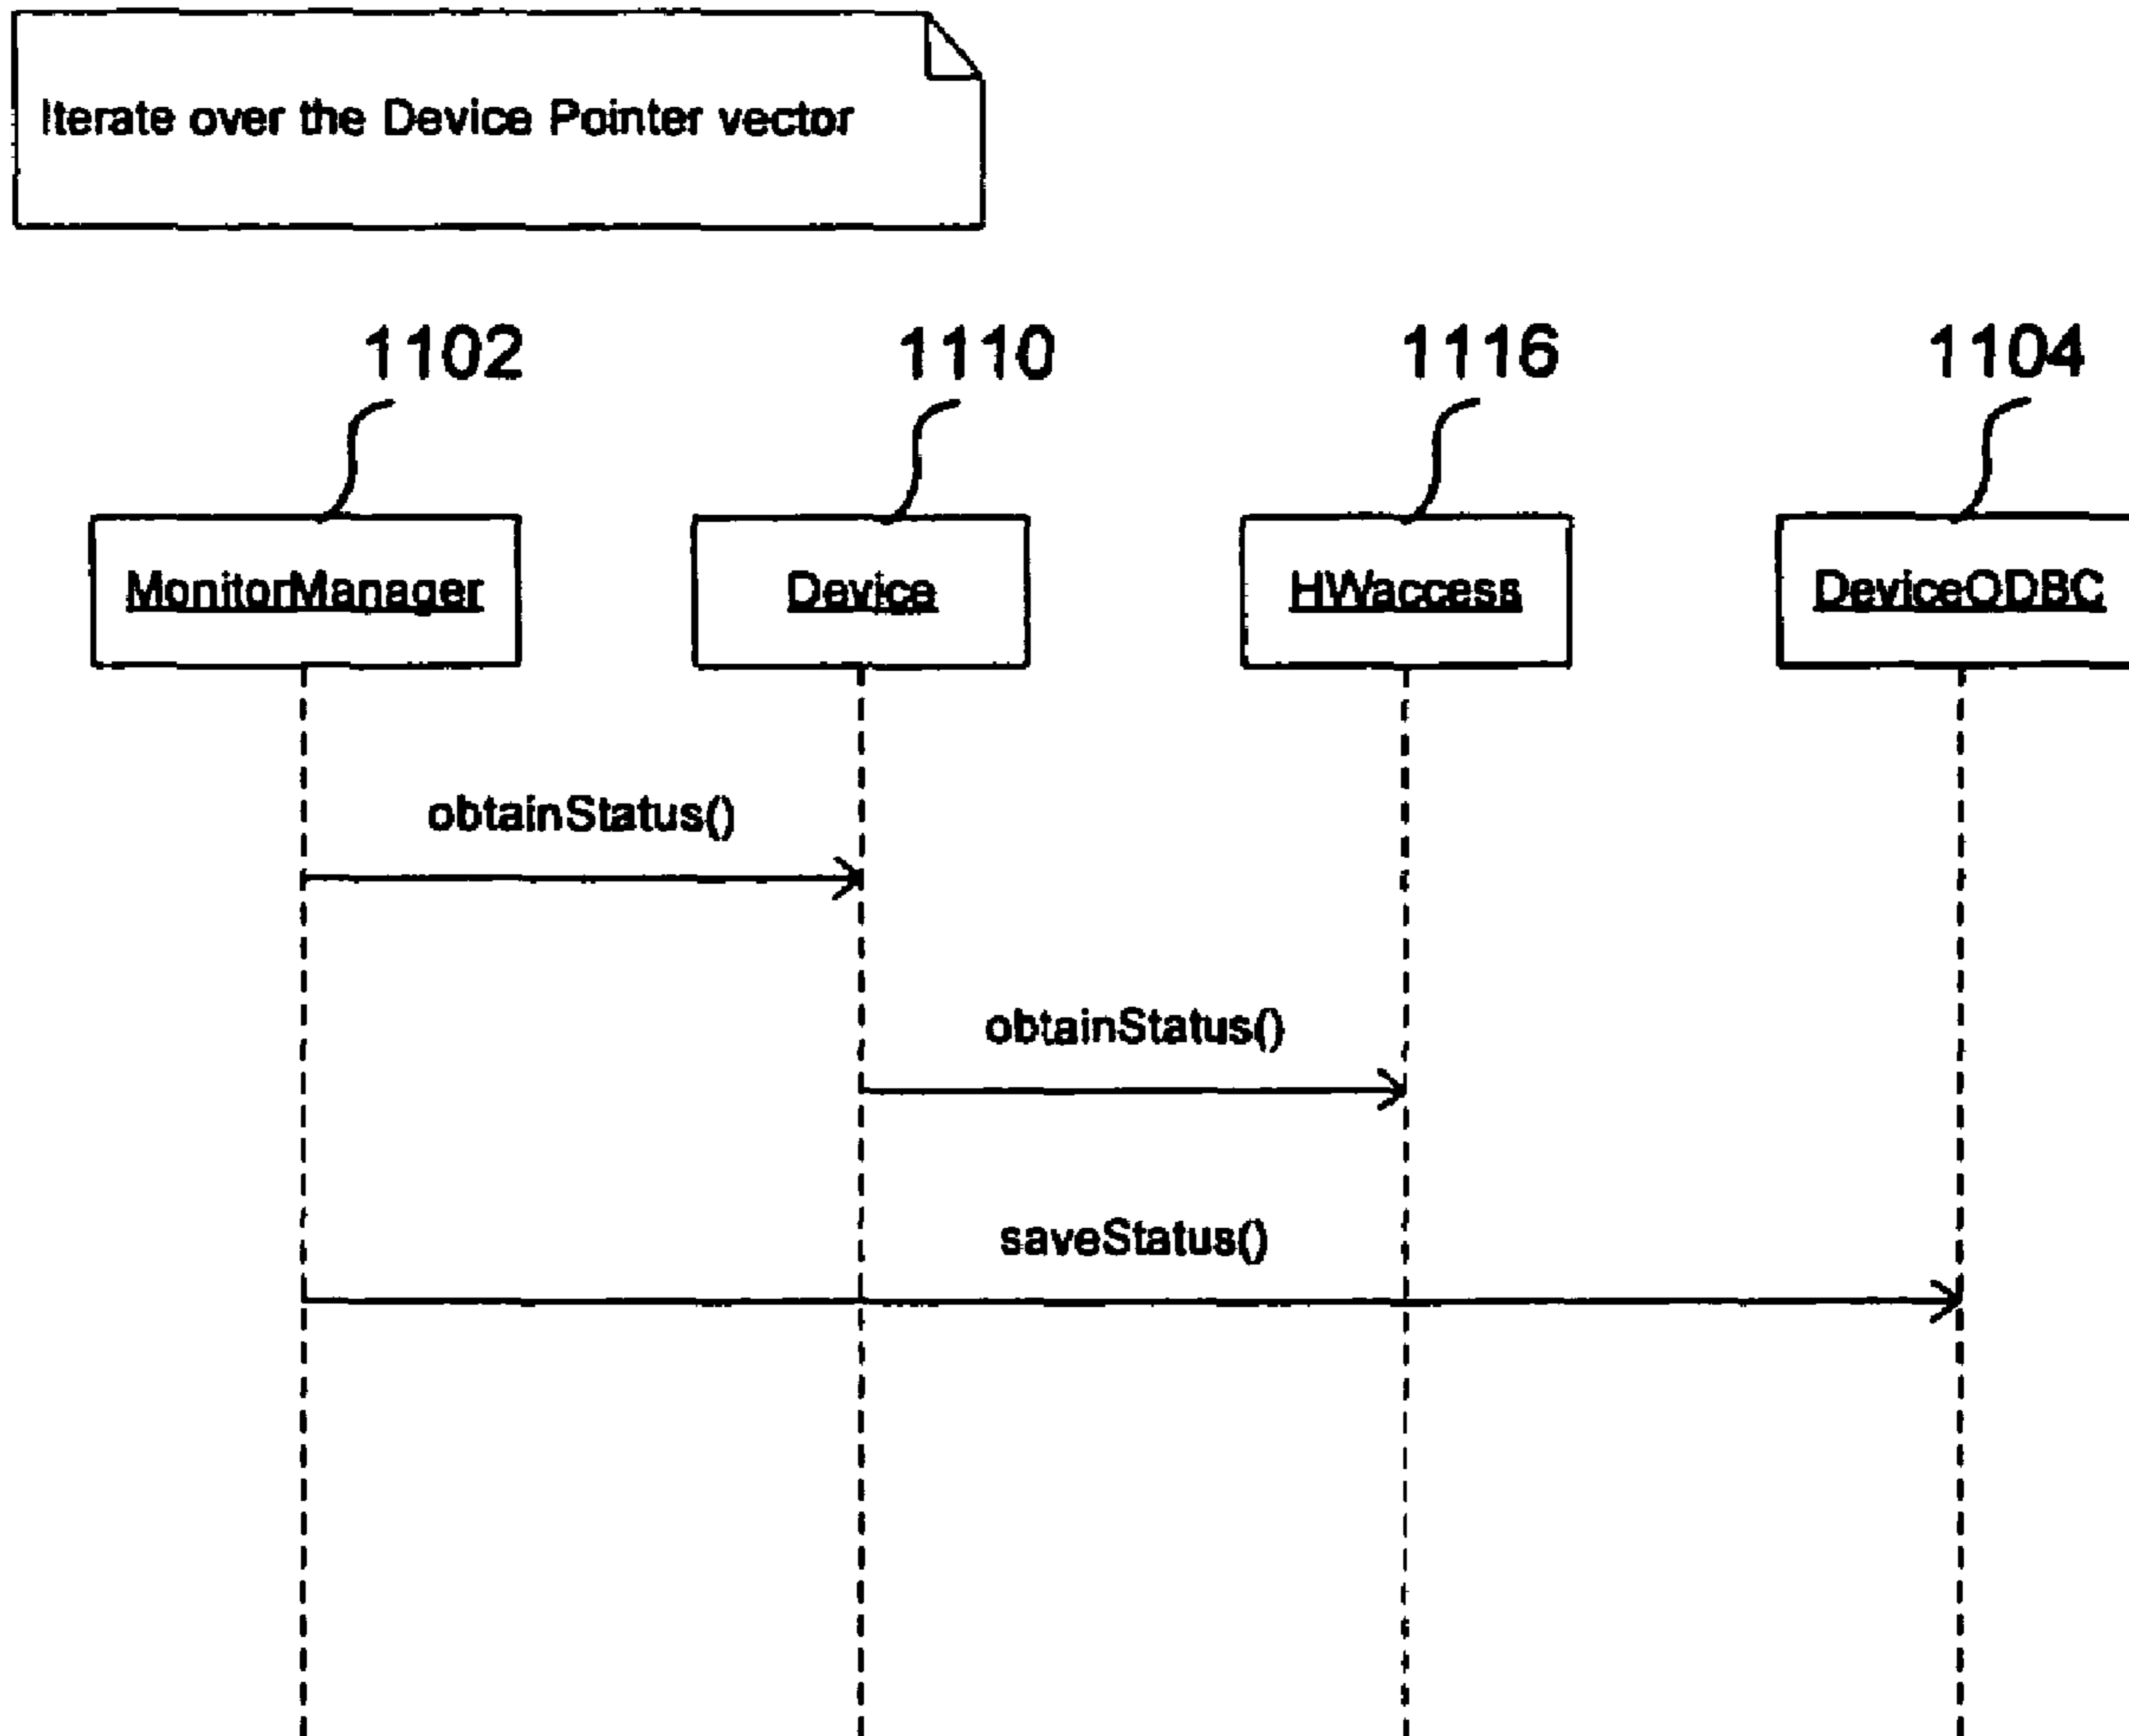 Iterate over the Device Pointer vector
1102 1110 1116 1104
MonitorManager Device HWaccess DeviceODBC
obtainStatus()
obtainStatus()
saveStatus()